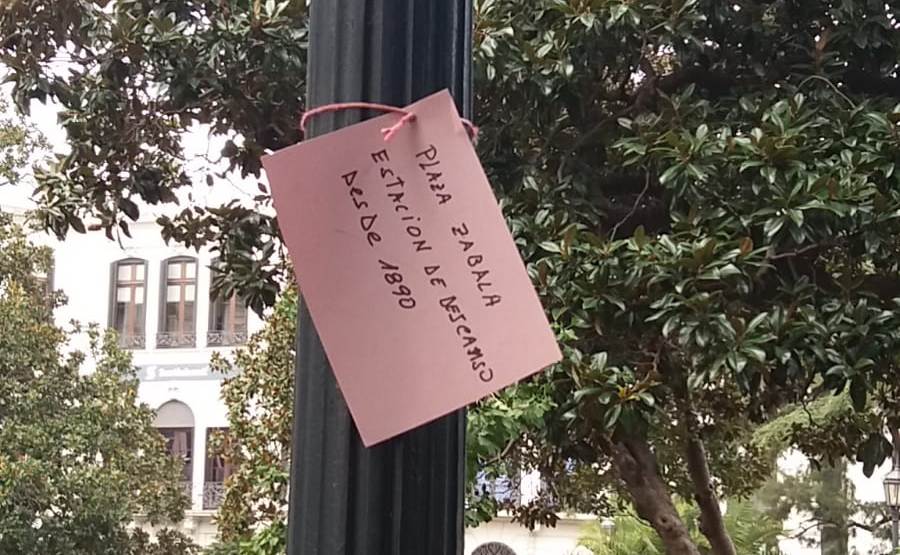 PLAZA ZABALA
ESTACION DE DESCANSO
DesDe 1890